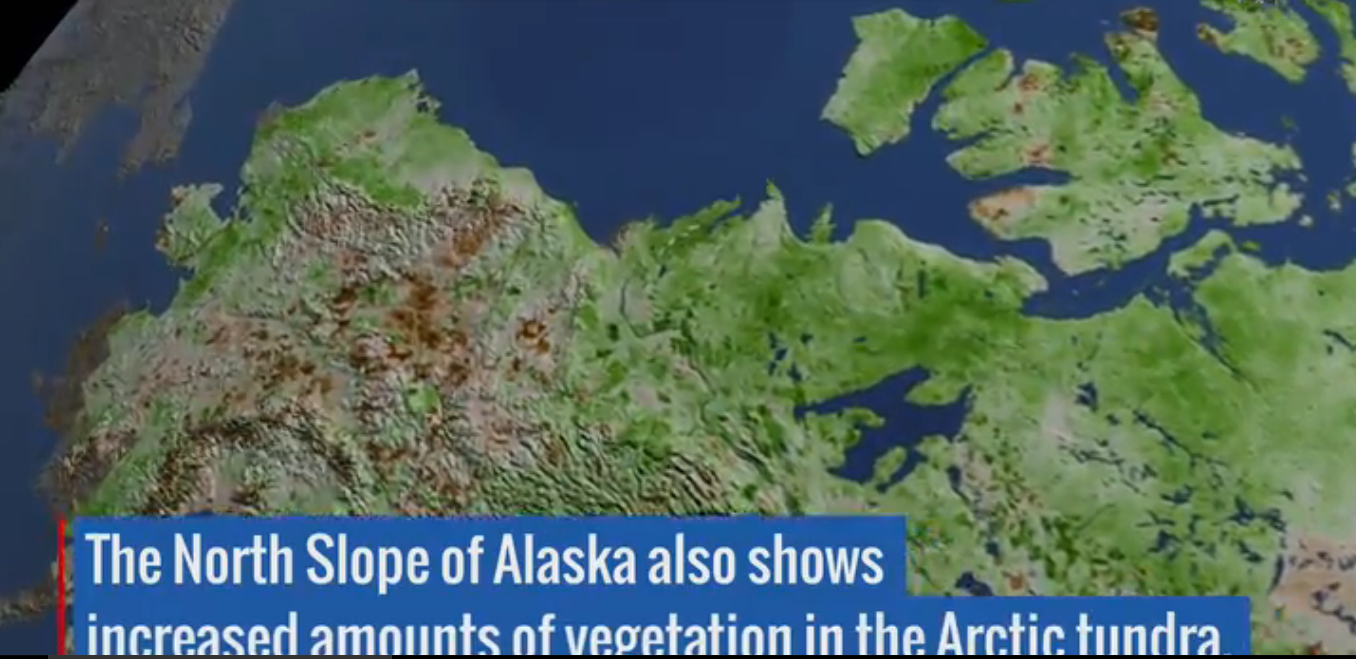 The North Slope of Alaska also shows
increased amounts of vegetation in the Arctic tundra.